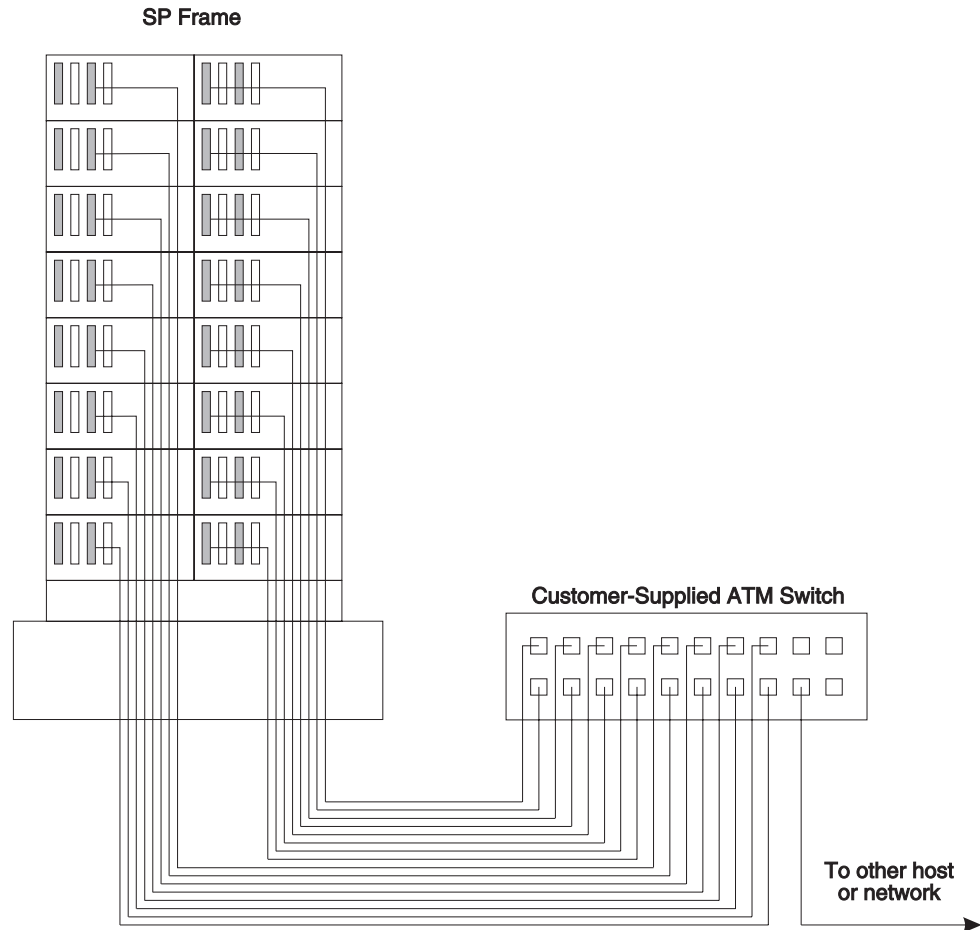 SP Frame
Customer-Supplied ATM Switch
To other host
or network